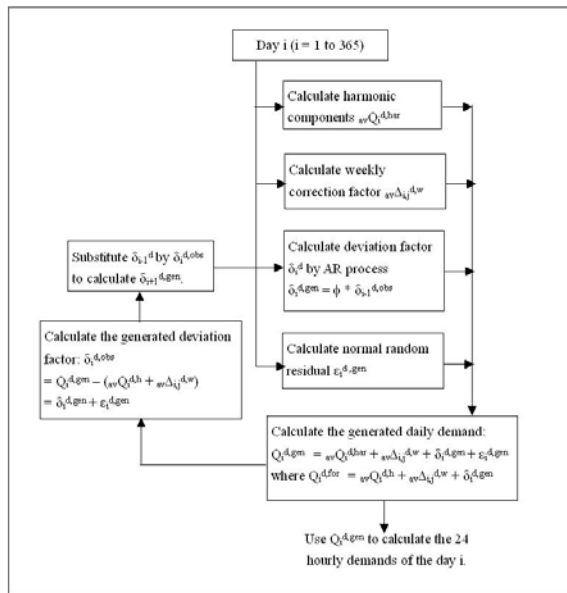 Day i (i = 1 to 365)
Calculate harmonic
components ₐᵥQᵢᵈ,ʰᵃʳ
Calculate weekly
correction factor ₐᵥΔᵢ,ⱼᵈ,ʷ
Substitute δᵢ₋₁ᵈ by δᵢᵈ,ᵒᵇˢ
to calculate δᵢ₊₁ᵈ,ᵍᵉⁿ.
Calculate deviation factor
δᵢᵈ by AR process
δᵢᵈ,ᵍᵉⁿ = ϕ * δᵢ₋₁ᵈ,ᵒᵇˢ
Calculate the generated deviation
factor: δᵢᵈ,ᵒᵇˢ
= Qᵢᵈ,ᵍᵉⁿ – (ₐᵥQᵢᵈ,ʰ + ₐᵥΔᵢ,ⱼᵈ,ʷ)
= δᵢᵈ,ᵍᵉⁿ + εᵢᵈ,ᵍᵉⁿ
Calculate normal random
residual εᵢᵈ,ᵍᵉⁿ
Calculate the generated daily demand:
Qᵢᵈ,ᵍᵉⁿ = ₐᵥQᵢᵈ,ʰᵃʳ + ₐᵥΔᵢ,ⱼᵈ,ʷ + δᵢᵈ,ᵍᵉⁿ + εᵢᵈ,ᵍᵉⁿ
where Qᵢᵈ,ᶠᵒʳ = ₐᵥQᵢᵈ,ʰ + ₐᵥΔᵢ,ⱼᵈ,ʷ + δᵢᵈ,ᵍᵉⁿ
Use Qᵢᵈ,ᵍᵉⁿ to calculate the 24
hourly demands of the day i.